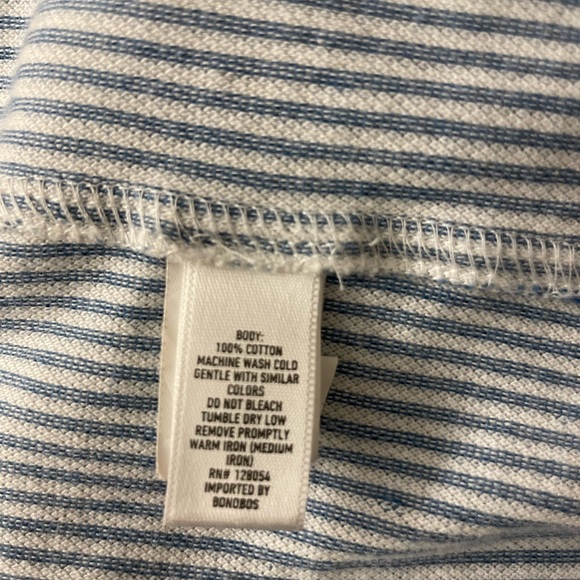 BODY:
100% COTTON
MACHINE WASH COLD
GENTLE WITH SIMILAR
COLORS
DO NOT BLEACH
TUMBLE DRY LOW
REMOVE PROMPTLY
WARM IRON (MEDIUM
IRON)
RN# 128054
IMPORTED BY
BONOBOS